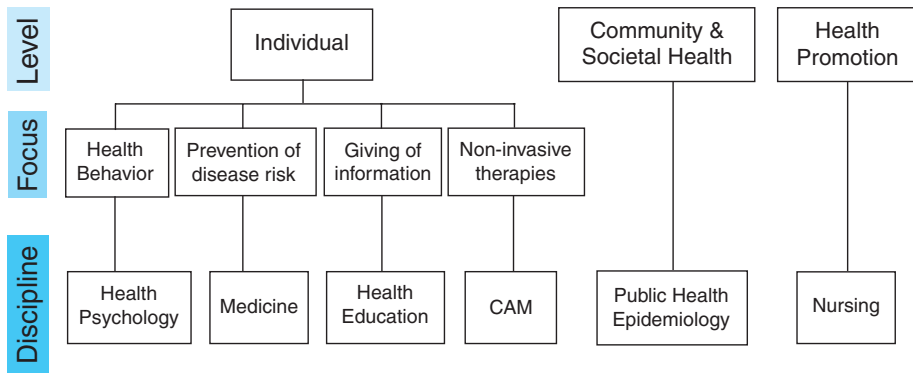 Level
Individual
Community &
Societal Health
Health
Promotion
Focus
Health
Behavior
Prevention of
disease risk
Giving of
information
Non-invasive
therapies
Discipline
Health
Psychology
Medicine
Health
Education
CAM
Public Health
Epidemiology
Nursing